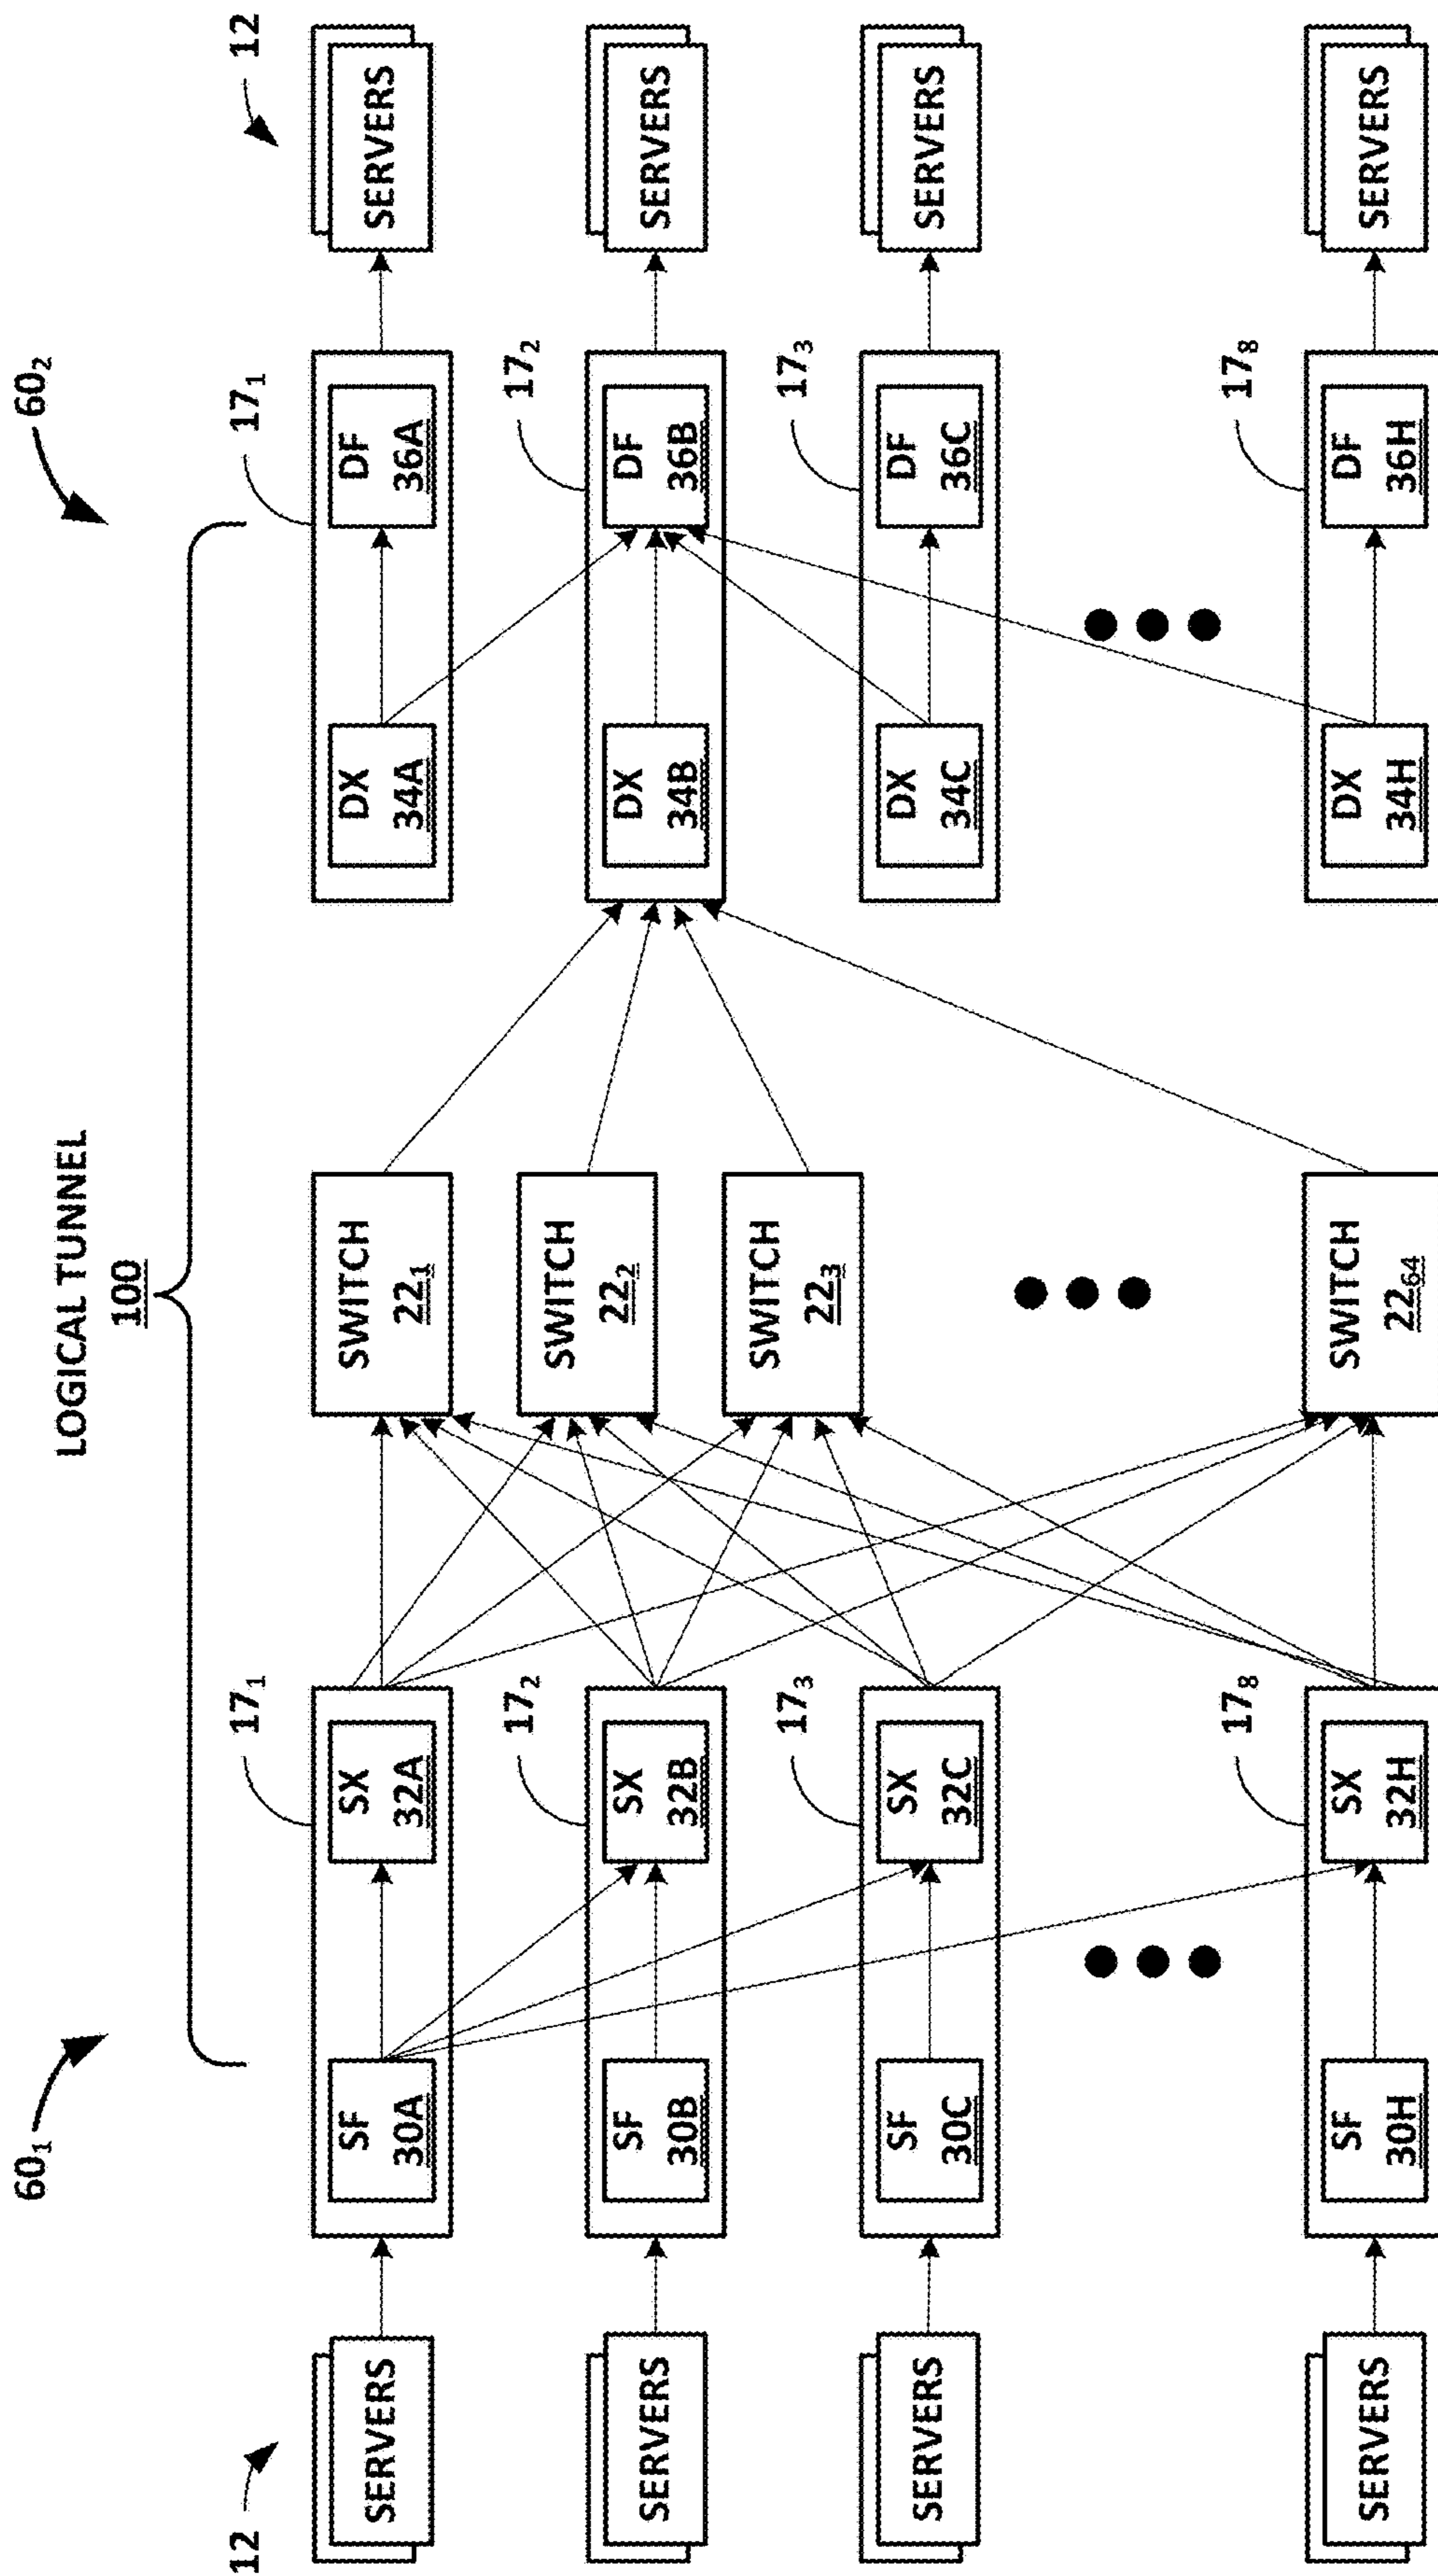 60₁
60₂
LOGICAL TUNNEL
100
12
17₁
17₁
12
SERVERS
SF
30A
SX
32A
SWITCH
22₁
DX
34A
DF
36A
SERVERS
17₂
17₂
SERVERS
SF
30B
SX
32B
SWITCH
22₂
DX
34B
DF
36B
SERVERS
17₃
17₃
SERVERS
SF
30C
SX
32C
SWITCH
22₃
DX
34C
DF
36C
SERVERS
17₈
17₈
SERVERS
SF
30H
SX
32H
SWITCH
22₆₄
DX
34H
DF
36H
SERVERS